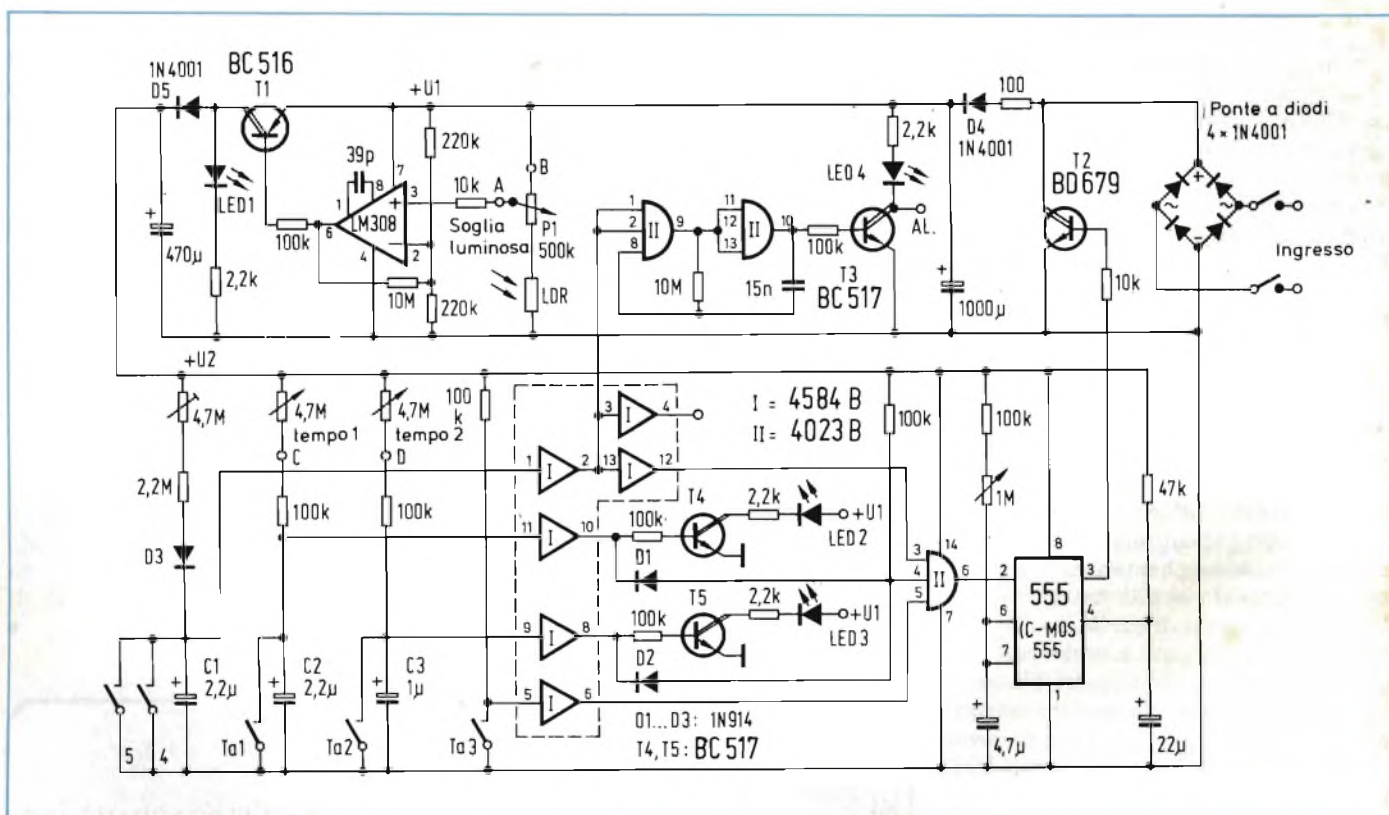 1N4001
D5
BC 516
T1
+U1
100
D4
1N4001
¡Ponte a diodi
4 × 1N4001
T2
BD679
+
~
~
-
Ingresso
10k
220k
2,2k
LED 4
AL.
B
39p
8
7
1
3
+
LM308
6
-
2
4
10k
A
Soglia
luminosa
P1
500k
LDR
LED1
100k
+
470µ
2,2k
10M
220k
1
2
8
II
9
11
12
13
II
10
100k
10M
15n
T3
BC 517
+
1000µ
+U2
4,7M
4,7M
tempo 1
C
4,7M
tempo 2
D
100
k
3
I
4
I = 4584 B
II = 4023 B
100k
100k
1
I
2
13
I
12
2,2M
100k
100k
11
I
10
100k
T4
2,2k
+U1
LED2
1M
47k
D3
D1
3
14
4
II
6
5
7
2
8
3
555
6
(C-MOS
4
555
7
1
9
I
8
100k
T5
2,2k
+U1
LED3
D2
+
C1
2,2µ
+
C2
2,2µ
+
C3
1µ
5
I
6
5
4
Ta1
Ta2
Ta3
D1...D3: 1N914
T4,T5: BC 517
+
4,7µ
+
22µ